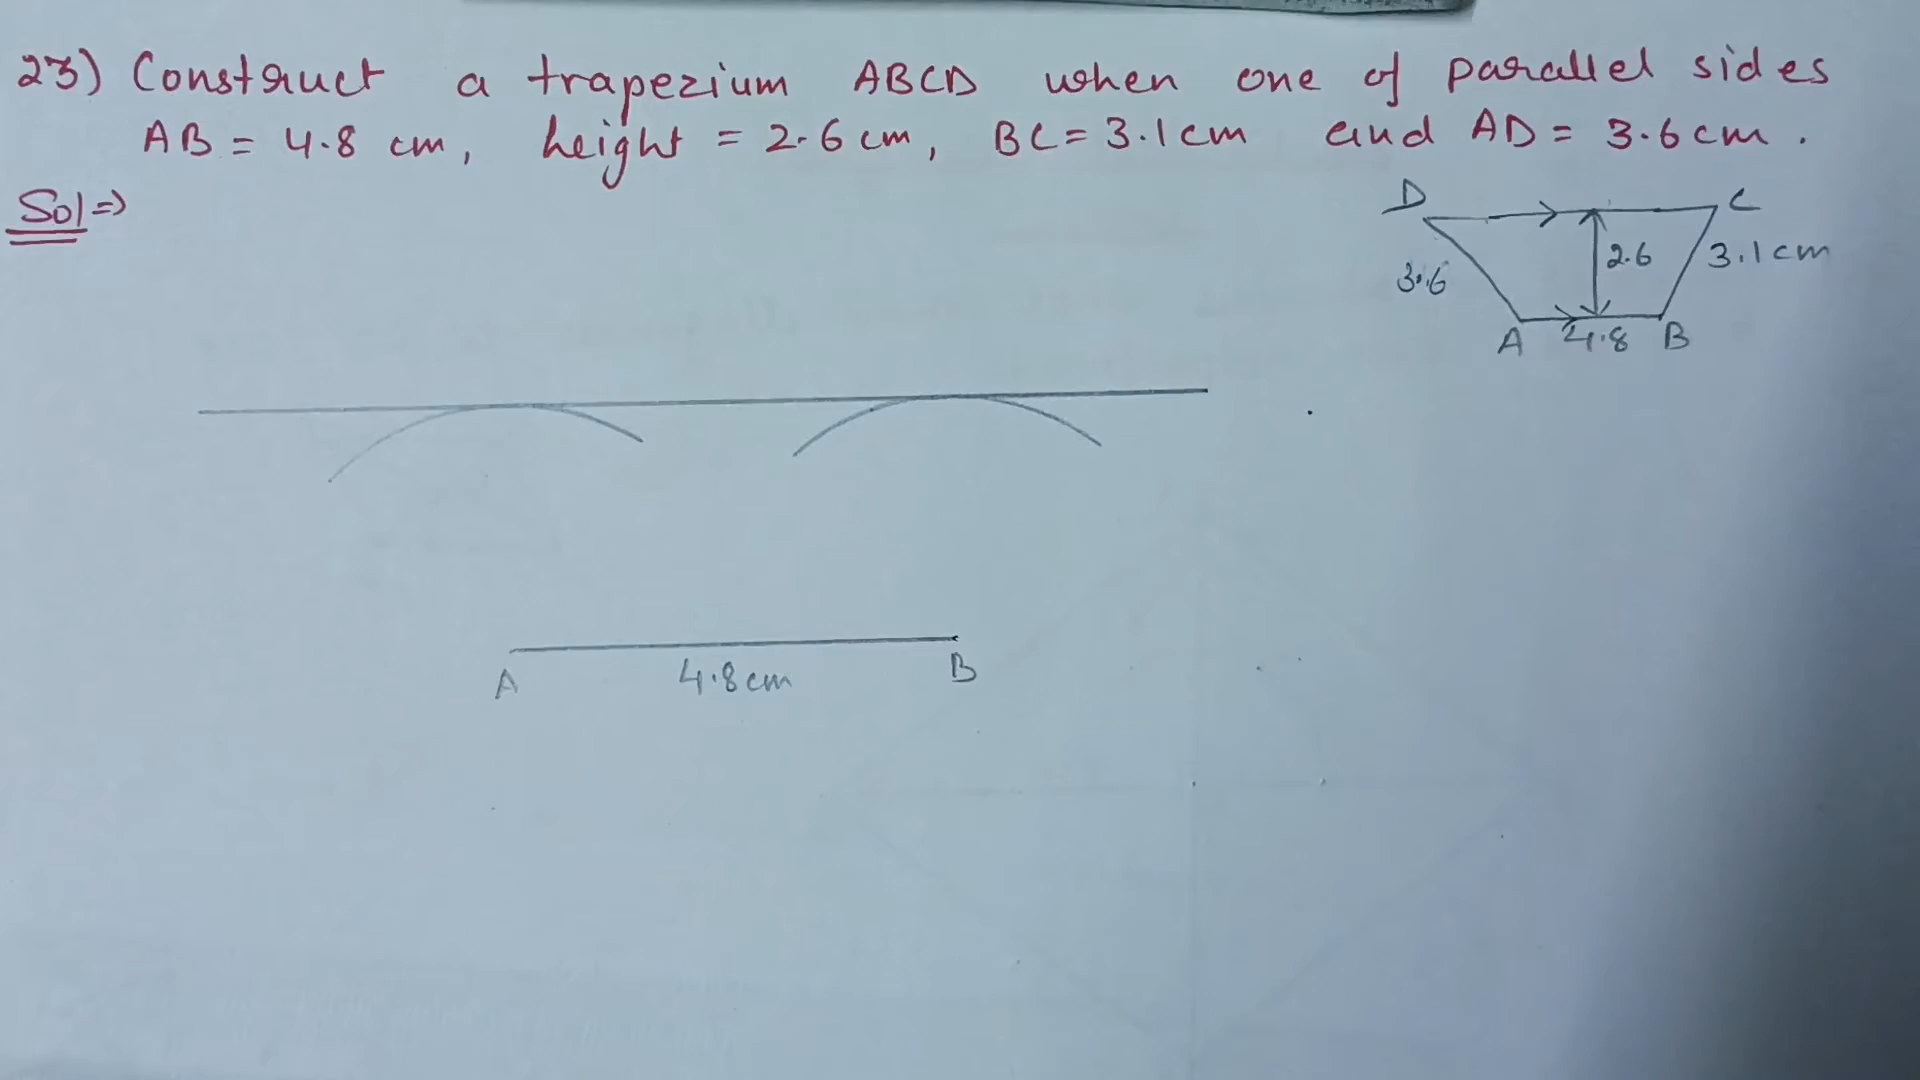 23) Construct a trapezium ABCD when one of parallel sides
AB = 4.8 cm, height = 2.6 cm, BC = 3.1 cm and AD = 3.6 cm.
Sol ⇒
D C
3.6 2.6 3.1 cm
A 4.8 B
A 4.8 cm B